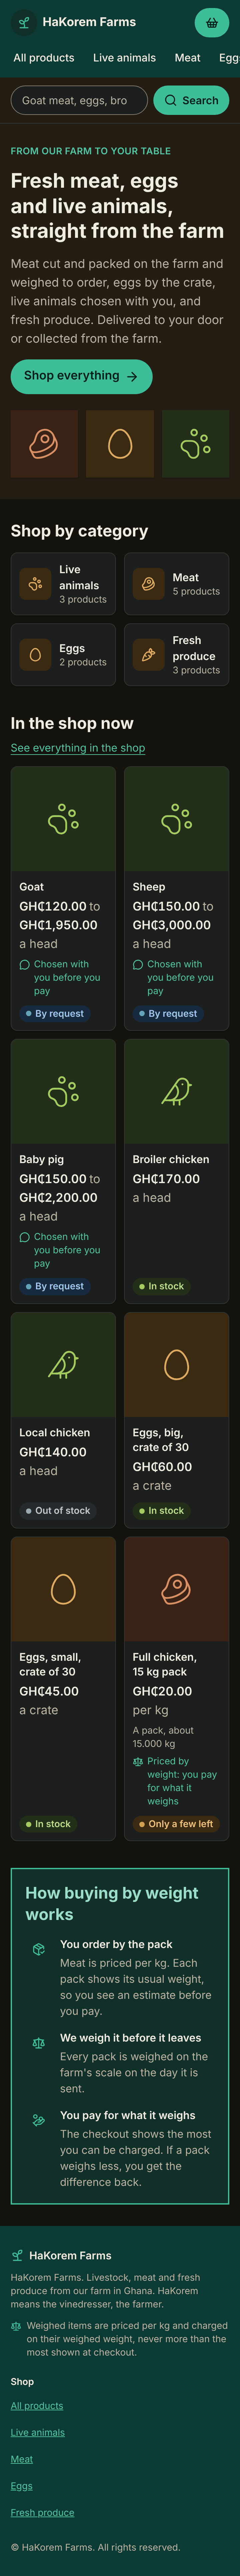 HaKorem Farms
All products Live animals Meat Eggs
Goat meat, eggs, bro
Search
FROM OUR FARM TO YOUR TABLE
Fresh meat, eggs
and live animals,
straight from the farm
Meat cut and packed on the farm and
weighed to order, eggs by the crate,
live animals chosen with you, and
fresh produce. Delivered to your door
or collected from the farm.
Shop everything
Shop by category
Live
animals
3 products
Meat
5 products
Eggs
2 products
Fresh
produce
3 products
In the shop now
See everything in the shop
Goat
GH₵120.00 to
GH₵1,950.00
a head
Chosen with
you before you
pay
By request
Sheep
GH₵150.00 to
GH₵3,000.00
a head
Chosen with
you before you
pay
By request
Baby pig
GH₵150.00 to
GH₵2,200.00
a head
Chosen with
you before you
pay
By request
Broiler chicken
GH₵170.00
a head
In stock
Local chicken
GH₵140.00
a head
Out of stock
Eggs, big,
crate of 30
GH₵60.00
a crate
In stock
Eggs, small,
crate of 30
GH₵45.00
a crate
In stock
Full chicken,
15 kg pack
GH₵20.00
per kg
A pack, about
15.000 kg
Priced by
weight: you pay
for what it
weighs
Only a few left
How buying by weight
works
You order by the pack
Meat is priced per kg. Each
pack shows its usual weight,
so you see an estimate before
you pay.
We weigh it before it leaves
Every pack is weighed on the
farm's scale on the day it is
sent.
You pay for what it weighs
The checkout shows the most
you can be charged. If a pack
weighs less, you get the
difference back.
HaKorem Farms
HaKorem Farms. Livestock, meat and fresh
produce from our farm in Ghana. HaKorem
means the vinedresser, the farmer.
Weighed items are priced per kg and charged
on their weighed weight, never more than the
most shown at checkout.
Shop
All products
Live animals
Meat
Eggs
Fresh produce
© HaKorem Farms. All rights reserved.